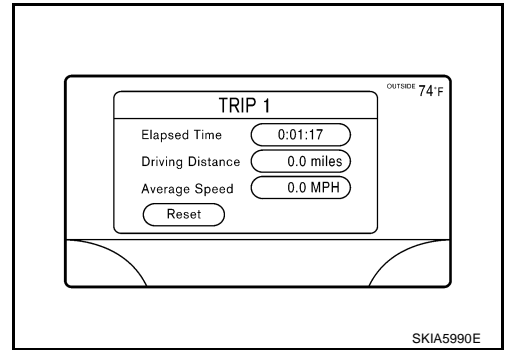 OUTSIDE 74°F
TRIP 1
Elapsed Time 0:01:17
Driving Distance 0.0 miles
Average Speed 0.0 MPH
Reset
SKIA5990E